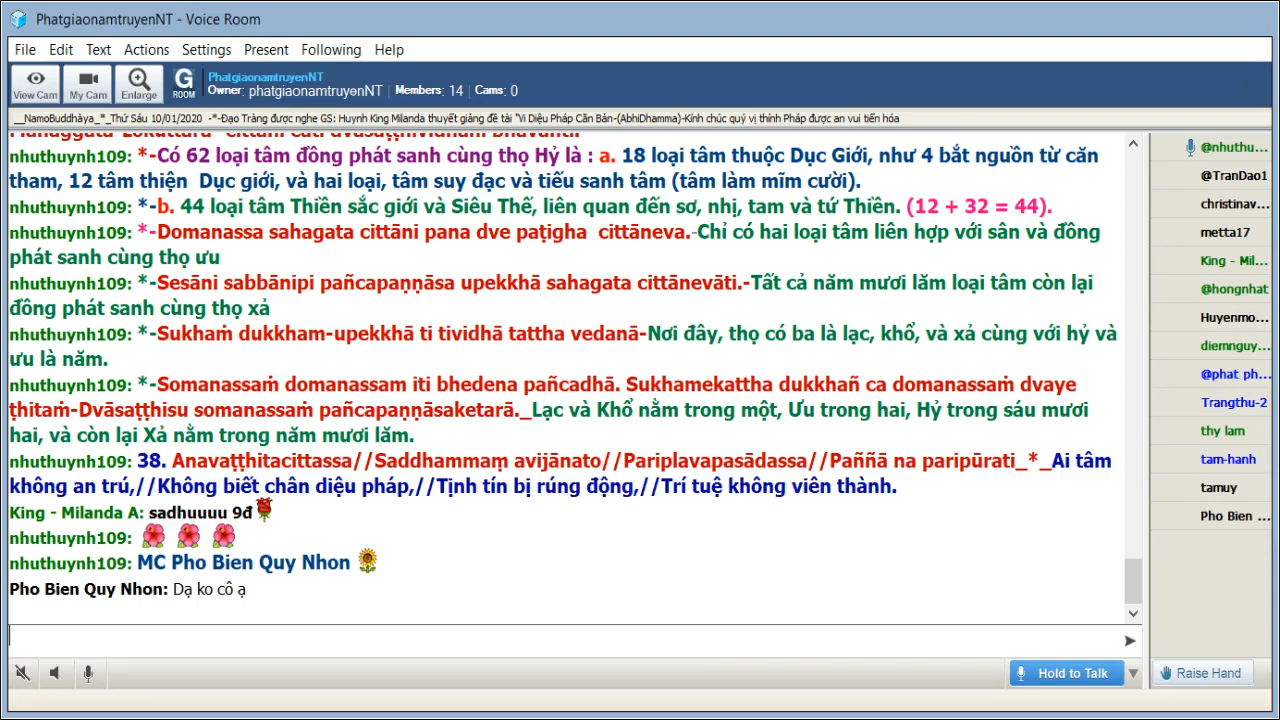 PhatgiaonamtruyenNT - Voice Room
File Edit Text Actions Settings Present Following Help
View Cam My Cam Enlarge G ROOM
PhatgiaonamtruyenNT
Owner: phatgiaonamtruyenNT Members: 14 Cams: 0
__NamoBuddhàya_*_Thứ Sáu 10/01/2020 -*-Đạo Tràng được nghe GS: Huynh King Milanda thuyết giảng đề tài "Vi Diệu Pháp Căn Bản-(AbhiDhamma)-Kính chúc quý vị thính Pháp được an vui tiến hóa
nhuthuynh109: *-Có 62 loại tâm đồng phát sanh cùng thọ Hỷ là : a. 18 loại tâm thuộc Dục Giới, như 4 bắt nguồn từ căn
tham, 12 tâm thiện Dục giới, và hai loại, tâm suy đạc và tiếu sanh tâm (tâm làm mĩm cười).
nhuthuynh109: *-b. 44 loại tâm Thiền sắc giới và Siêu Thế, liên quan đến sơ, nhị, tam và tứ Thiền. (12 + 32 = 44).
nhuthuynh109: *-Domanassa sahagata cittāni pana dve paṭigha cittāneva.-Chỉ có hai loại tâm liên hợp với sân và đồng
phát sanh cùng thọ ưu
nhuthuynh109: *-Sesāni sabbānipi pañcapaṇṇāsa upekkhā sahagata cittānevāti.-Tất cả năm mươi lăm loại tâm còn lại
đồng phát sanh cùng thọ xả
nhuthuynh109: *-Sukhaṁ dukkham-upekkhā ti tividhā tattha vedanā-Nơi đây, thọ có ba là lạc, khổ, và xả cùng với hỷ và
ưu là năm.
nhuthuynh109: *-Somanassaṁ domanassam iti bhedena pañcadhā. Sukhamekattha dukkhañ ca domanassaṁ dvaye
ṭhitaṁ-Dvāsaṭṭhisu somanassaṁ pañcapaṇṇāsaketarā._Lạc và Khổ nằm trong một, Ưu trong hai, Hỷ trong sáu mươi
hai, và còn lại Xả nằm trong năm mươi lăm.
nhuthuynh109: 38. Anavaṭṭhitacittassa//Saddhammaṃ avijānato//Pariplavapasādassa//Paññā na paripūrati_*_Ai tâm
không an trú,//Không biết chân diệu pháp,//Tịnh tín bị rúng động,//Trí tuệ không viên thành.
King - Milanda A: sadhuuuu 9đ
nhuthuynh109:
nhuthuynh109: MC Pho Bien Quy Nhon
Pho Bien Quy Nhon: Dạ ko cô ạ
@nhuthu...
@TranDao1
christinav...
metta17
King - Mil...
@hongnhat
Huyenmo...
diemnguy...
@phat ph...
Trangthu-2
thy lam
tam-hanh
tamuy
Pho Bien ...
Hold to Talk
Raise Hand